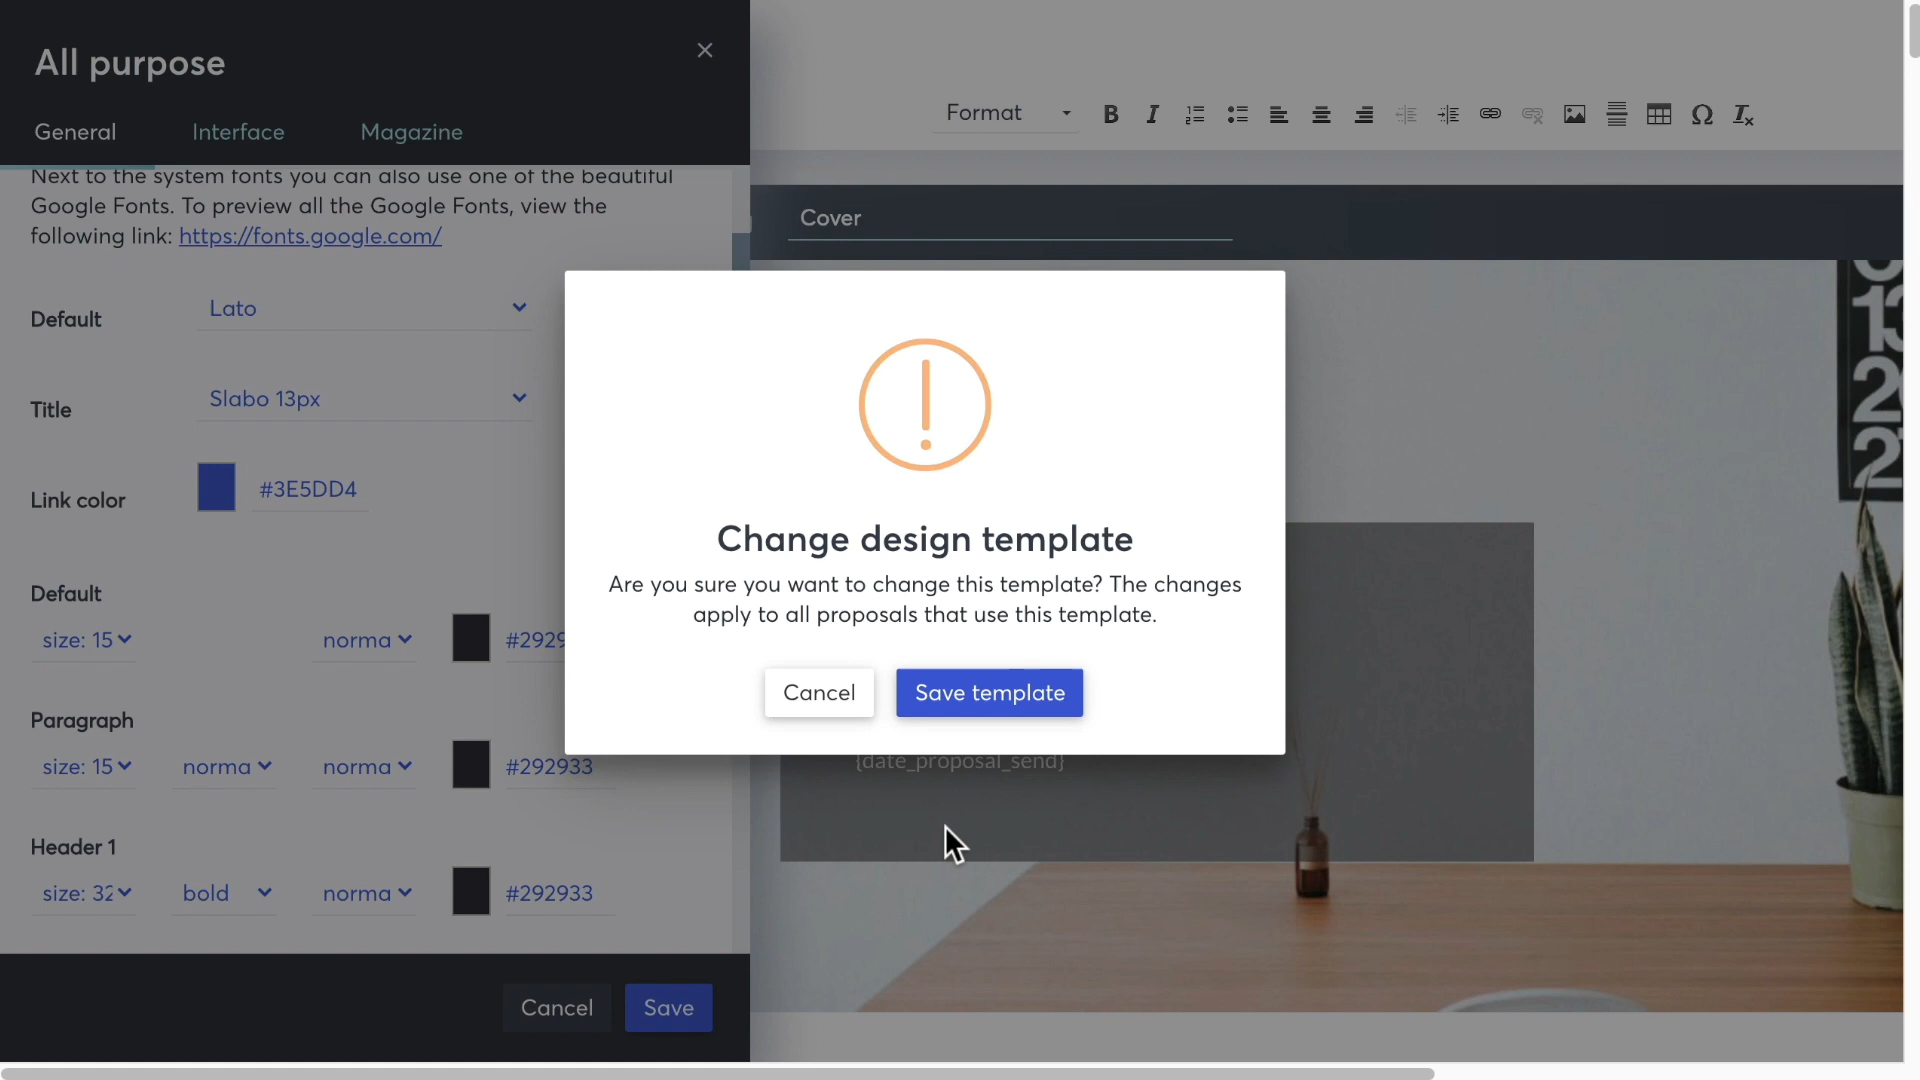 All purpose
General
Interface
Magazine
Format
Next to the system fonts you can also use one of the beautiful
Google Fonts. To preview all the Google Fonts, view the
following link: https://fonts.google.com/
Default
Lato
Title
Slabo 13px
Link color
#3E5DD4
Default
size: 15
norma
#2929
Paragraph
size: 15
norma
norma
#292933
Header 1
size: 32
bold
norma
#292933
Cancel
Save
Cover
Change design template
Are you sure you want to change this template? The changes
apply to all proposals that use this template.
Cancel
Save template
{date_proposal_send}
13
2
2